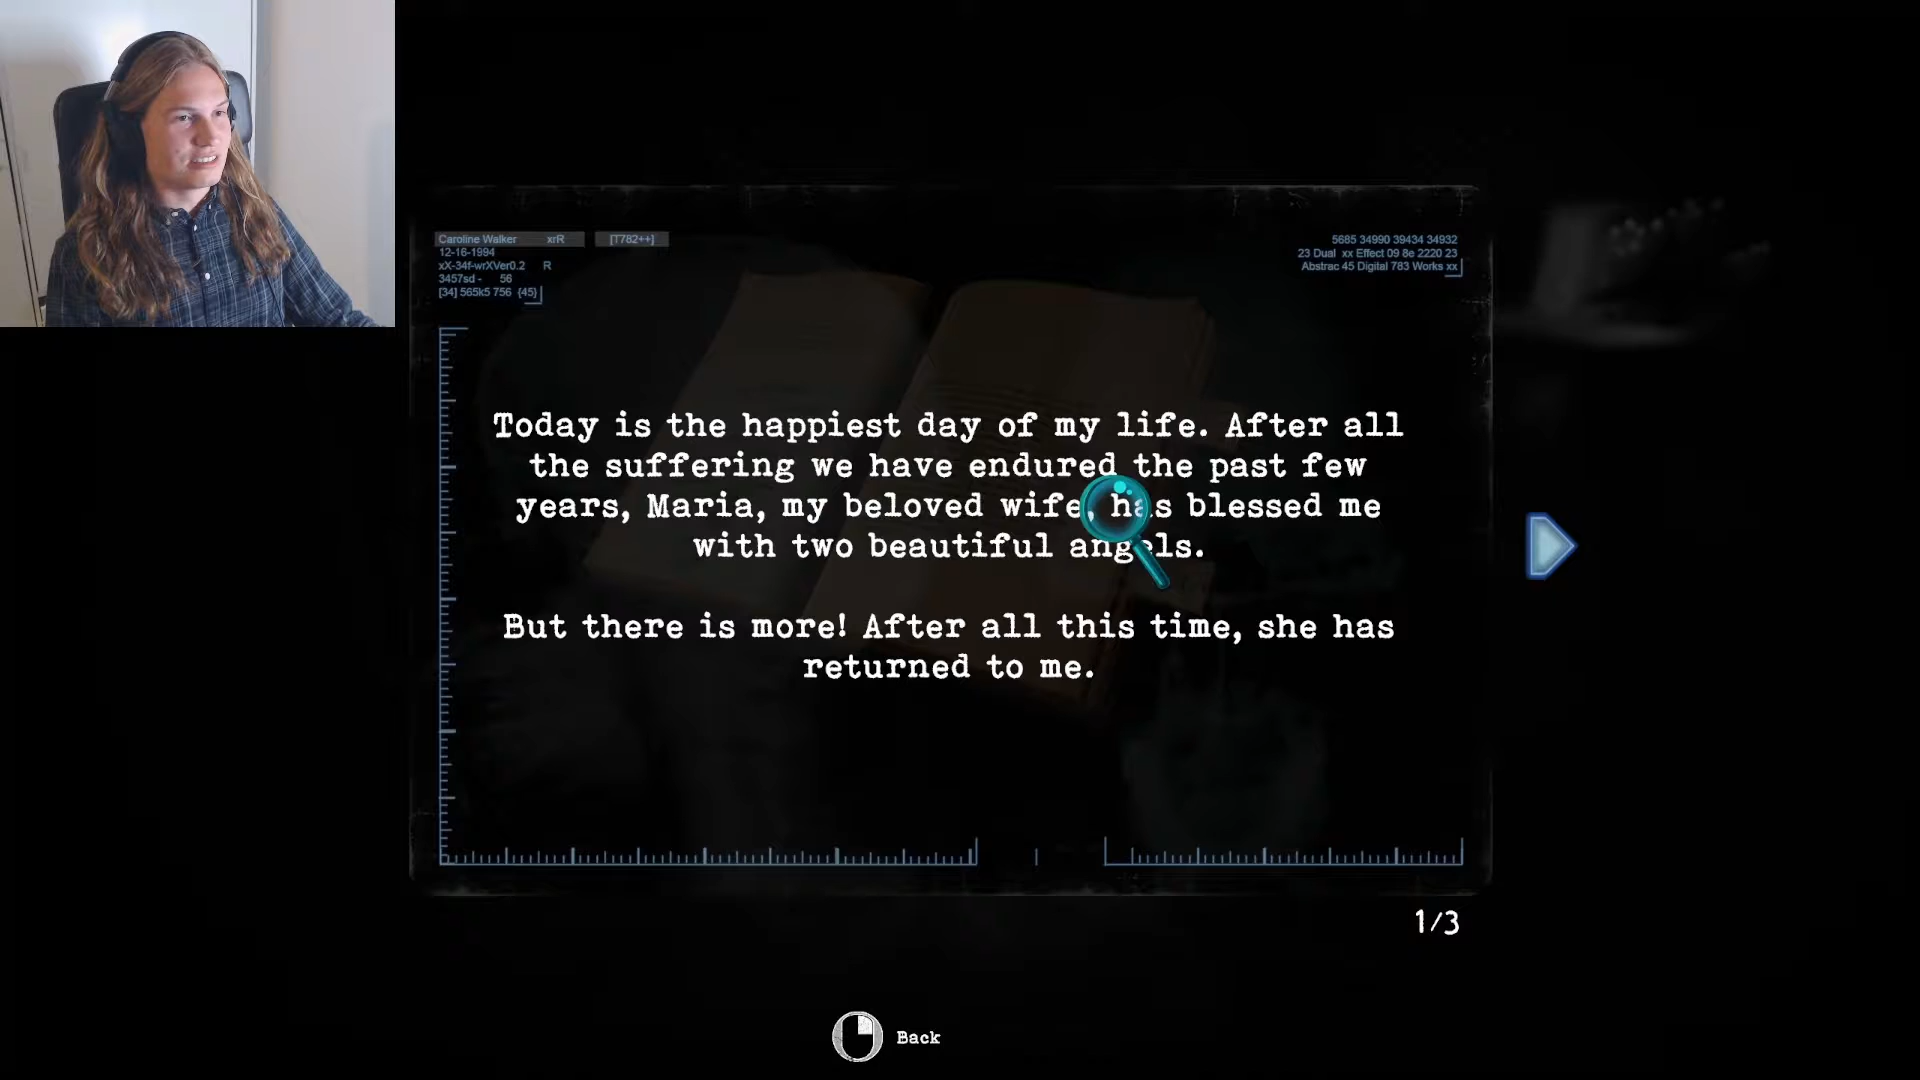 Caroline Walker xrR [T782++]
12-16-1994
xX-34f-wrXVer0.2 R
3457sd - 56
[34] 565k5 756 {45}
5685 34990 39434 34932
23 Dual xx Effect 09 8e 2220 23
Abstrac 45 Digital 783 Works xx
Today is the happiest day of my life. After all
the suffering we have endured the past few
years, Maria, my beloved wife, has blessed me
with two beautiful angels.
But there is more! After all this time, she has
returned to me.
1/3
Back